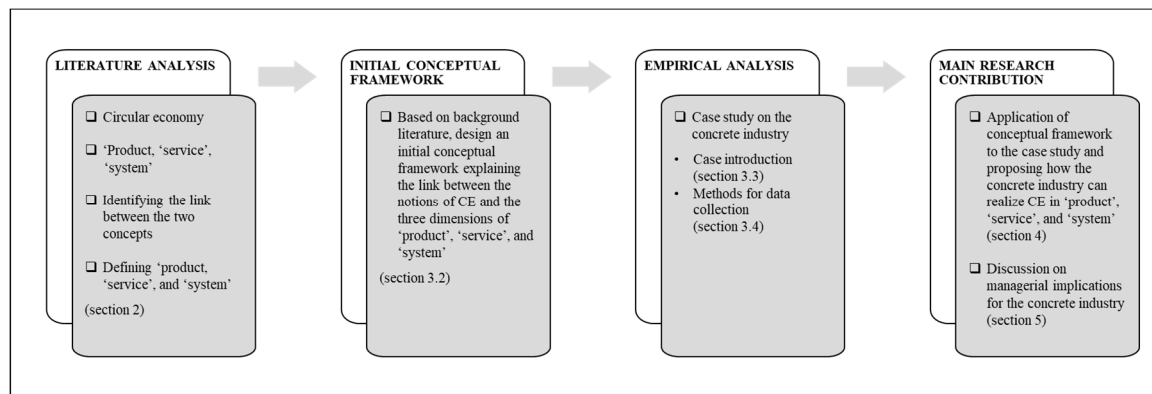 LITERATURE ANALYSIS
❑ Circular economy
❑ ‘Product, ‘service’,
‘system’
❑ Identifying the link
between the two
concepts
❑ Defining ‘product,
‘service’, and ‘system’
(section 2)
INITIAL CONCEPTUAL
FRAMEWORK
❑ Based on background
literature, design an
initial conceptual
framework explaining
the link between the
notions of CE and the
three dimensions of
‘product’, ‘service’, and
‘system’
(section 3.2)
EMPIRICAL ANALYSIS
❑ Case study on the
concrete industry
• Case introduction
(section 3.3)
• Methods for data
collection
(section 3.4)
MAIN RESEARCH
CONTRIBUTION
❑ Application of
conceptual framework
to the case study and
proposing how the
concrete industry can
realize CE in ‘product’,
‘service’, and ‘system’
(section 4)
❑ Discussion on
managerial implications
for the concrete industry
(section 5)